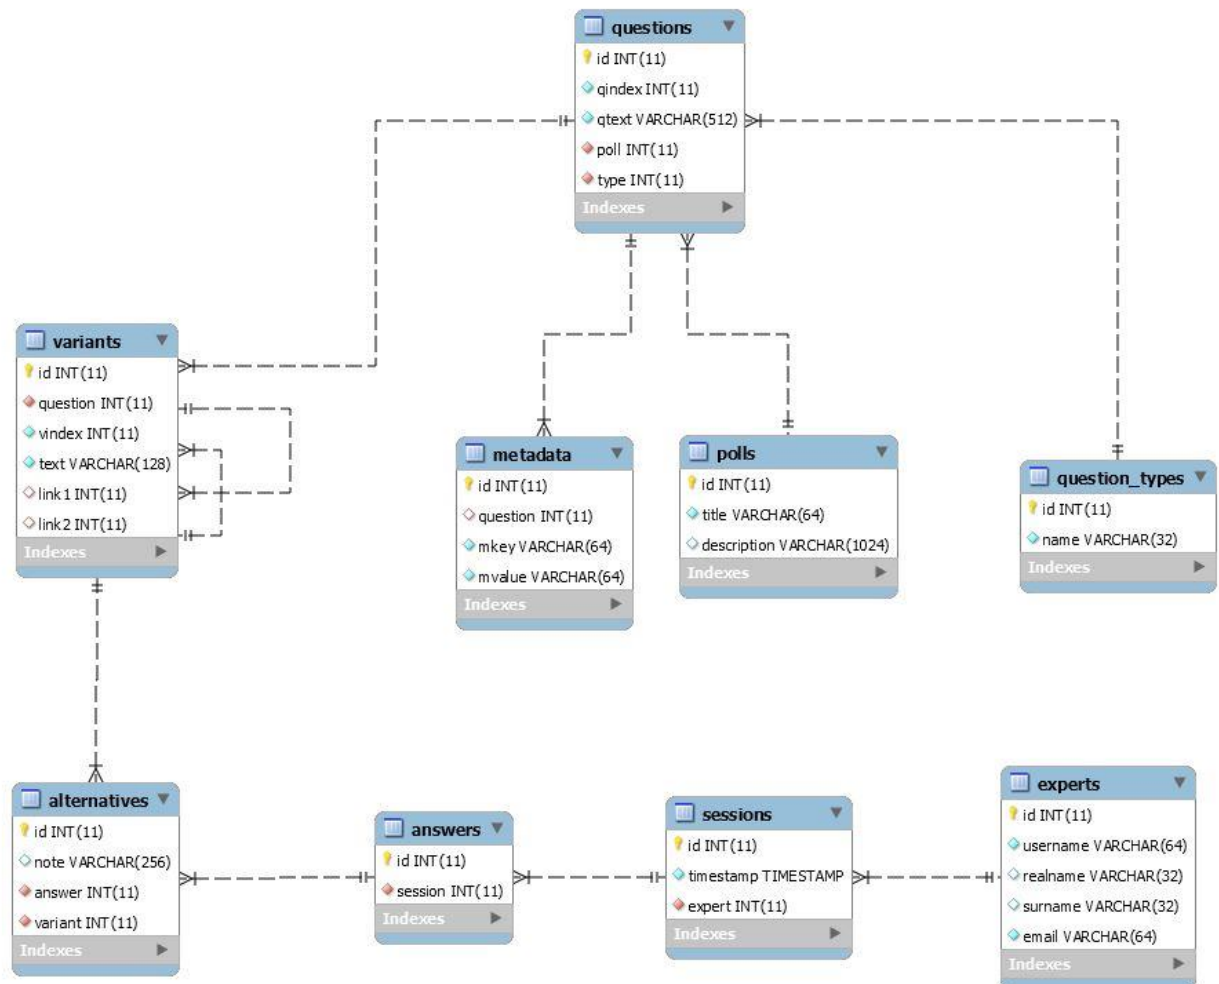 questions
id INT(11)
qindex INT(11)
qtext VARCHAR(512)
poll INT(11)
type INT(11)
Indexes
variants
id INT(11)
question INT(11)
vindex INT(11)
text VARCHAR(128)
link1 INT(11)
link2 INT(11)
Indexes
metadata
id INT(11)
question INT(11)
mkey VARCHAR(64)
mvalue VARCHAR(64)
Indexes
polls
id INT(11)
title VARCHAR(64)
description VARCHAR(1024)
Indexes
question_types
id INT(11)
name VARCHAR(32)
Indexes
alternatives
id INT(11)
note VARCHAR(256)
answer INT(11)
variant INT(11)
Indexes
answers
id INT(11)
session INT(11)
Indexes
sessions
id INT(11)
timestamp TIMESTAMP
expert INT(11)
Indexes
experts
id INT(11)
username VARCHAR(64)
realname VARCHAR(32)
surname VARCHAR(32)
email VARCHAR(64)
Indexes